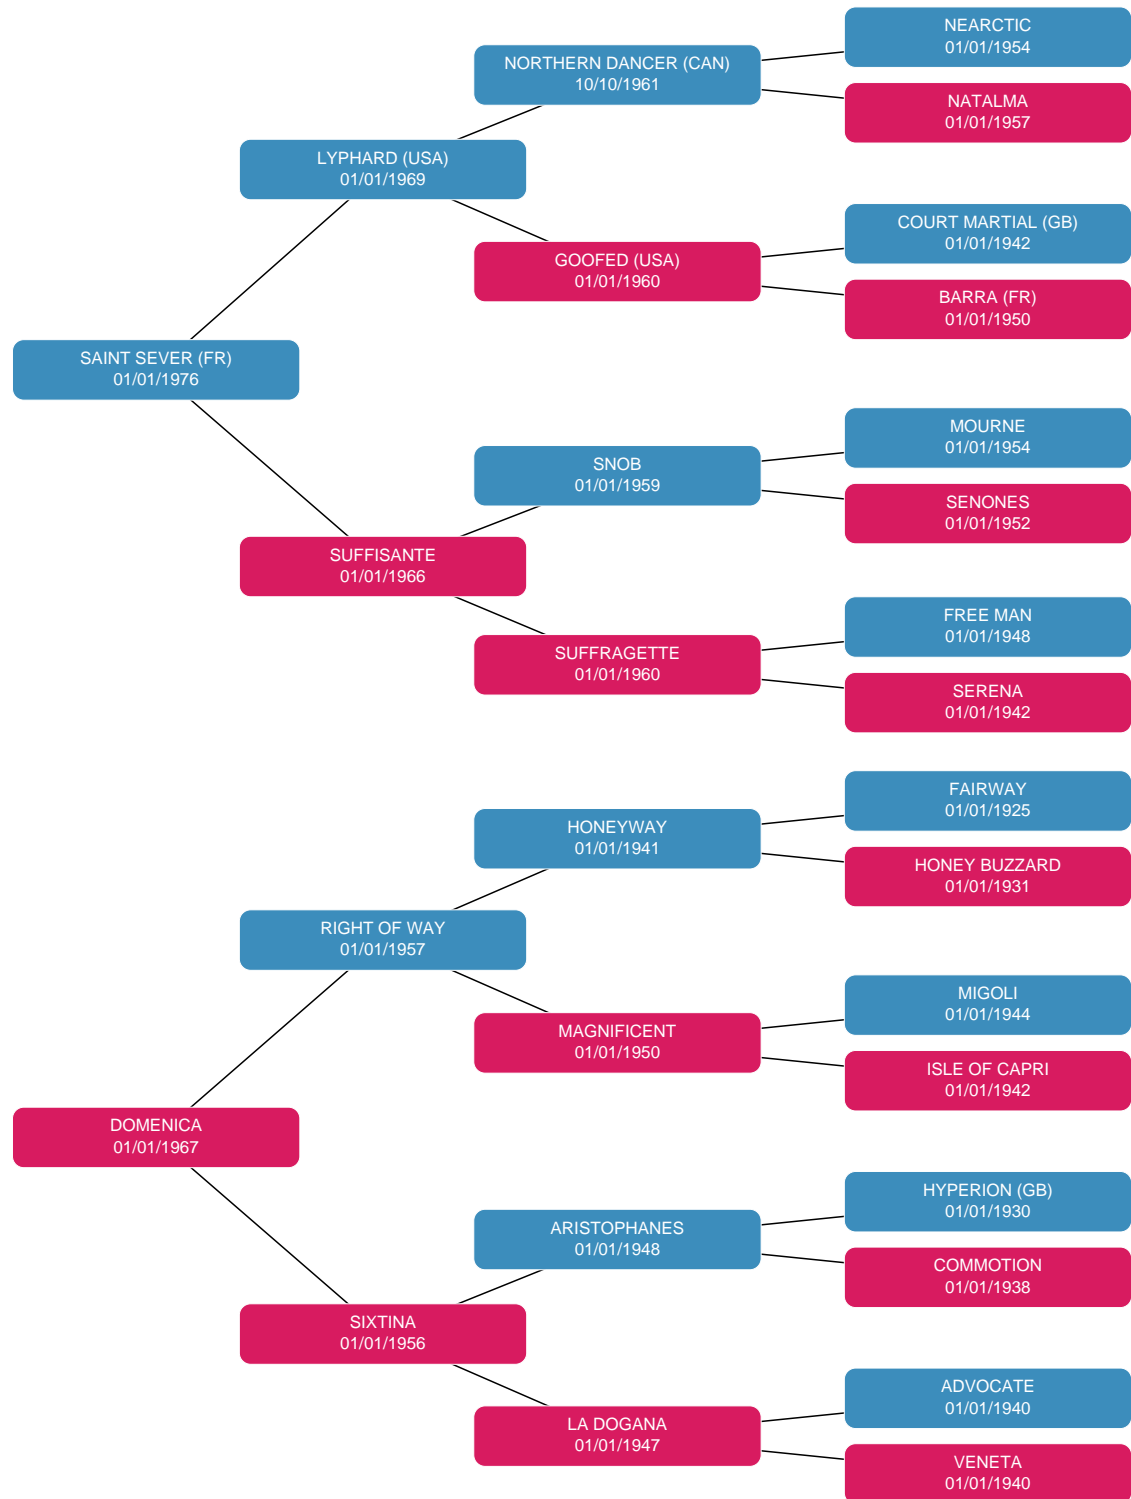 NEARCTIC
01/01/1954
NORTHERN DANCER (CAN)
10/10/1961
NATALMA
01/01/1957
LYPHARD (USA)
01/01/1969
COURT MARTIAL (GB)
01/01/1942
GOOFED (USA)
01/01/1960
BARRA (FR)
01/01/1950
SAINT SEVER (FR)
01/01/1976
MOURNE
01/01/1954
SNOB
01/01/1959
SENONES
01/01/1952
SUFFISANTE
01/01/1966
FREE MAN
01/01/1948
SUFFRAGETTE
01/01/1960
SERENA
01/01/1942
FAIRWAY
01/01/1925
HONEYWAY
01/01/1941
HONEY BUZZARD
01/01/1931
RIGHT OF WAY
01/01/1957
MIGOLI
01/01/1944
MAGNIFICENT
01/01/1950
ISLE OF CAPRI
01/01/1942
DOMENICA
01/01/1967
HYPERION (GB)
01/01/1930
ARISTOPHANES
01/01/1948
COMMOTION
01/01/1938
SIXTINA
01/01/1956
ADVOCATE
01/01/1940
LA DOGANA
01/01/1947
VENETA
01/01/1940